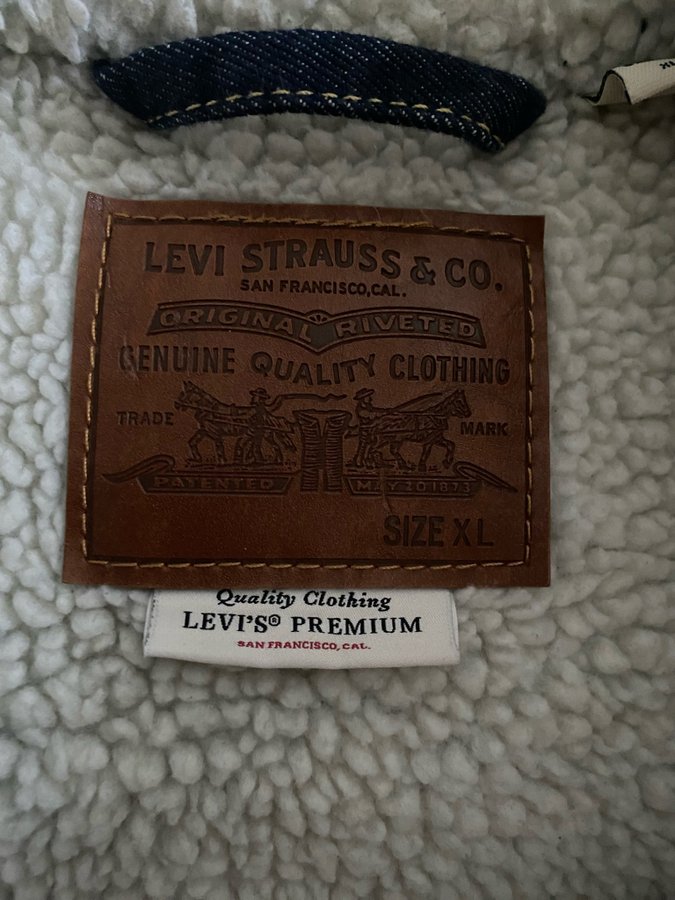 XL
LEVI STRAUSS & CO.
SAN FRANCISCO, CAL.
ORIGINAL RIVETED
GENUINE QUALITY CLOTHING
TRADE MARK
PATENTED MAY 20 1873
SIZE XL
Quality Clothing
LEVI'S® PREMIUM
SAN FRANCISCO, CAL.